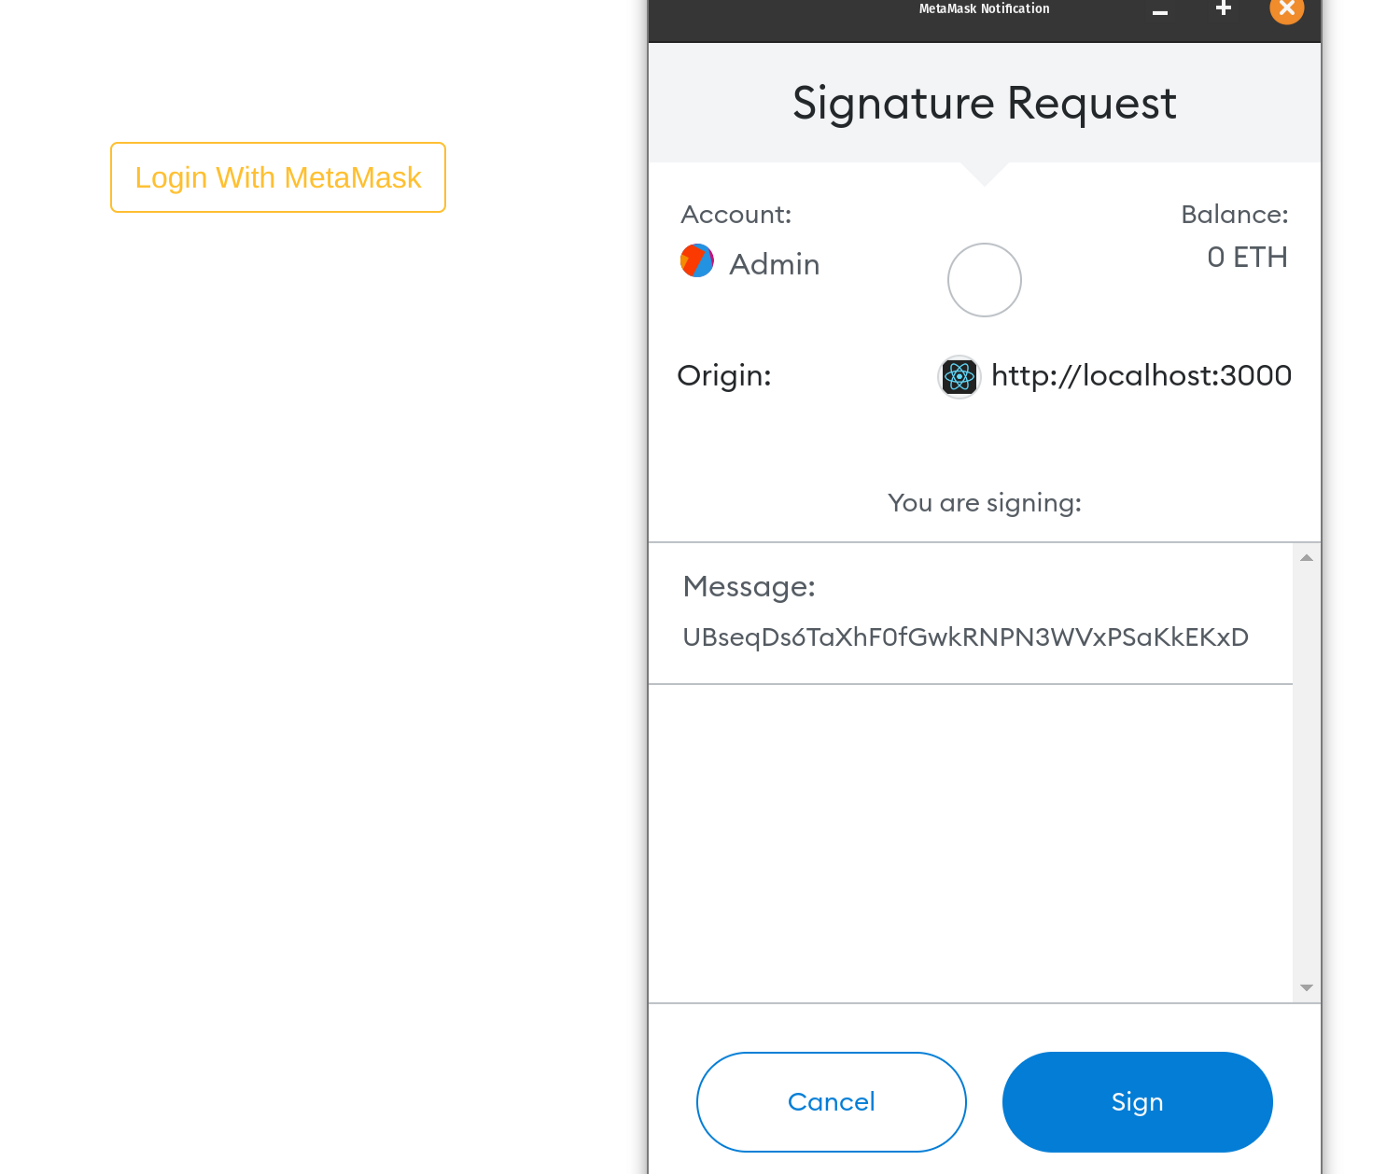 MetaMask Notification
Signature Request
Login With MetaMask
Account:
Balance:
Admin
0 ETH
Origin:
http://localhost:3000
You are signing:
Message:
UBseqDs6TaXhF0fGwkRNPN3WVxPSaKkEKxD
Cancel
Sign